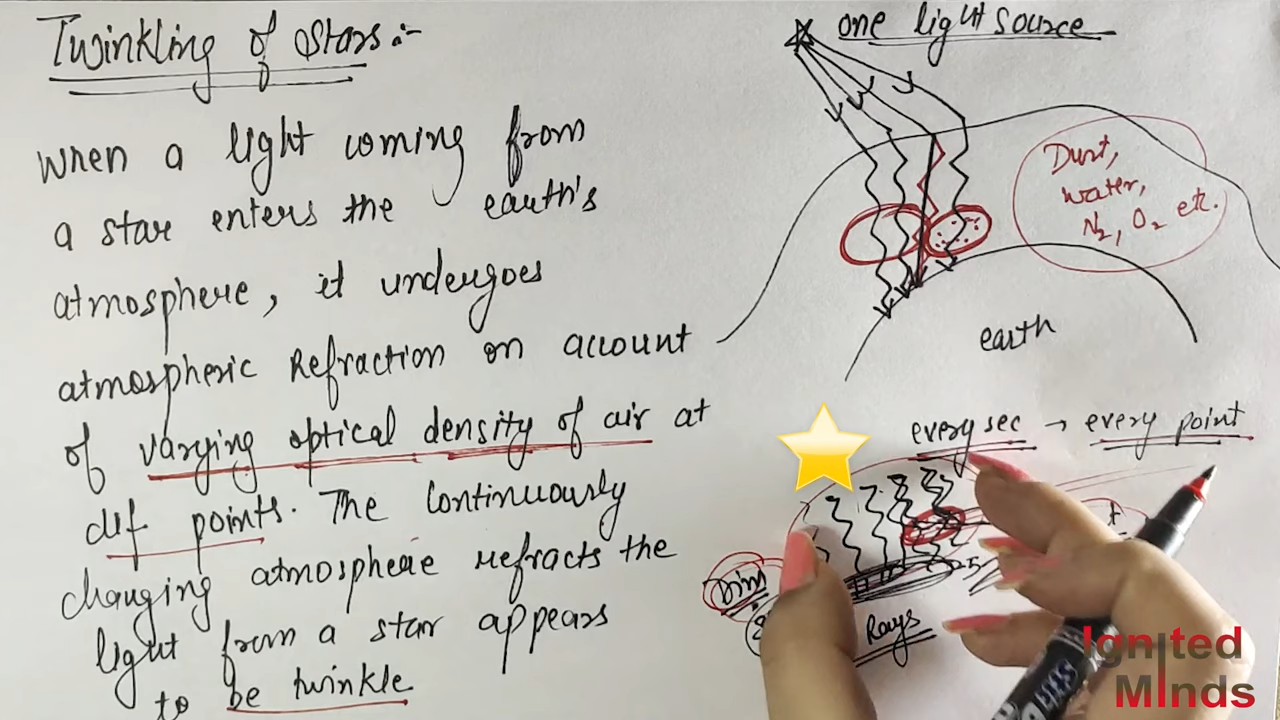 Twinkling of Stars :-
When a light coming from
a star enters the earth's
atmosphere, it undergoes
atmospheric Refraction on account
of varying optical density of air at
dif points. The continuously
changing atmosphere refracts the
light from a star appears
to be twinkle
one light source
Dust,
water,
N2, O2 etc.
earth
every sec → every point
Dim
Rays
Ignited
Minds